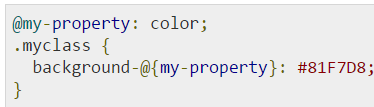 @my-property: color;
.myclass {
  background-@{my-property}: #81F7D8;
}